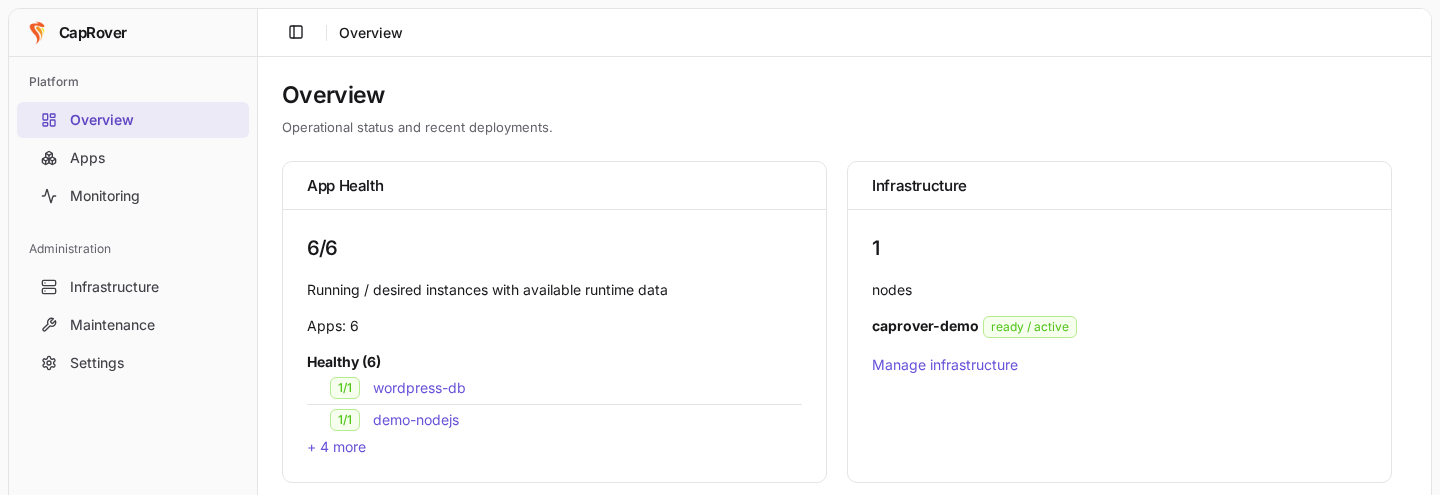 CapRover
Overview
Platform
Overview
Apps
Monitoring
Administration
Infrastructure
Maintenance
Settings
Overview
Operational status and recent deployments.
App Health
6/6
Running / desired instances with available runtime data
Apps: 6
Healthy (6)
1/1 wordpress-db
1/1 demo-nodejs
+ 4 more
Infrastructure
1
nodes
caprover-demo ready / active
Manage infrastructure